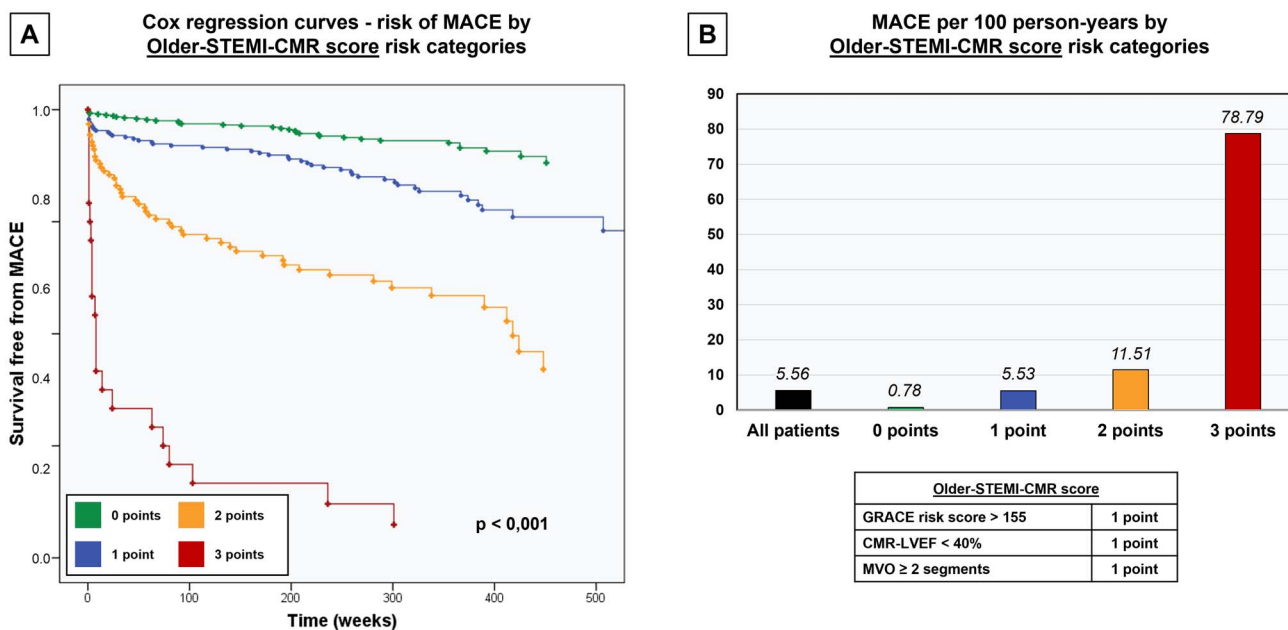 A
Cox regression curves - risk of MACE by
Older-STEMI-CMR score risk categories
Survival free from MACE
1.0
0.8
0.6
0.4
0.2
0.0
0 points
2 points
1 point
3 points
p < 0,001
0
100
200
300
400
500
Time (weeks)
B
MACE per 100 person-years by
Older-STEMI-CMR score risk categories
90
80
70
60
50
40
30
20
10
0
5.56
0.78
5.53
11.51
78.79
All patients
0 points
1 point
2 points
3 points
Older-STEMI-CMR score
GRACE risk score > 155 1 point
CMR-LVEF < 40% 1 point
MVO ≥ 2 segments 1 point